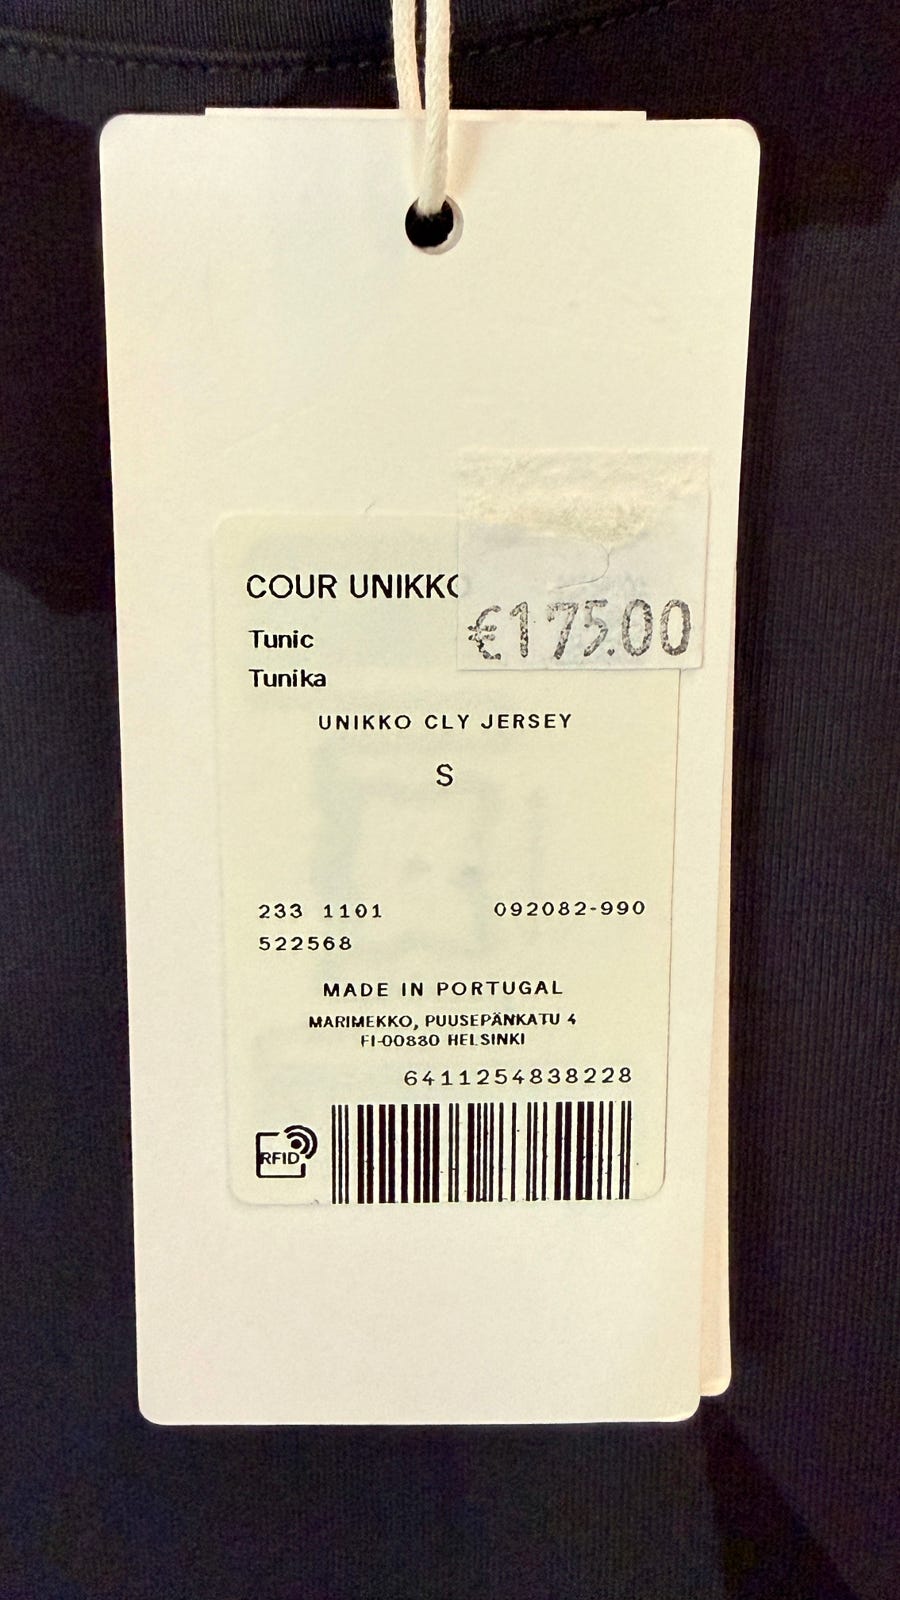 COUR UNIKKO
€175.00
Tunic
Tunika
UNIKKO CLY JERSEY
S
233 1101 092082-990
522568
MADE IN PORTUGAL
MARIMEKKO, PUUSEPÄNKATU 4
FI-00880 HELSINKI
6411254838228
RFID